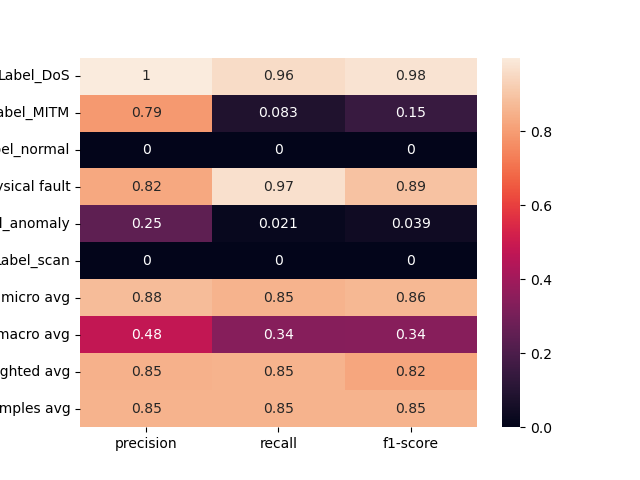 Label_DoS 1 0.96 0.98
abel_MITM 0.79 0.083 0.15
el_normal 0 0 0
ysical fault 0.82 0.97 0.89
l_anomaly 0.25 0.021 0.039
Label_scan 0 0 0
micro avg 0.88 0.85 0.86
macro avg 0.48 0.34 0.34
ghted avg 0.85 0.85 0.82
mples avg 0.85 0.85 0.85
precision recall f1-score
0.8
0.6
0.4
0.2
0.0